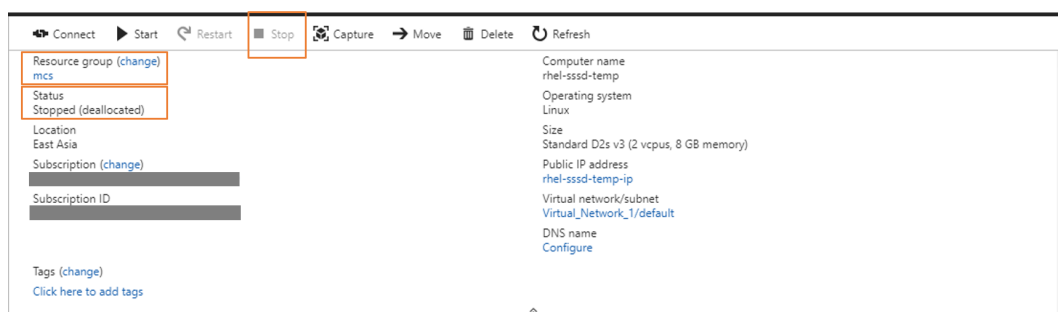 Connect Start Restart Stop Capture Move Delete Refresh
Resource group (change)
mcs
Status
Stopped (deallocated)
Location
East Asia
Subscription (change)
Subscription ID
Tags (change)
Click here to add tags
Computer name
rhel-sssd-temp
Operating system
Linux
Size
Standard D2s v3 (2 vcpus, 8 GB memory)
Public IP address
rhel-sssd-temp-ip
Virtual network/subnet
Virtual_Network_1/default
DNS name
Configure